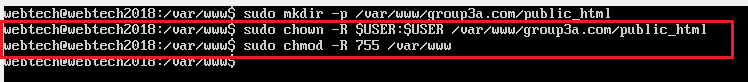 webtech@webtech2018:/var/www$ sudo mkdir -p /var/www/group3a.com/public_html
webtech@webtech2018:/var/www$ sudo chown -R $USER:$USER /var/www/group3a.com/public_html
webtech@webtech2018:/var/www$ sudo chmod -R 755 /var/www
webtech@webtech2018:/var/www$